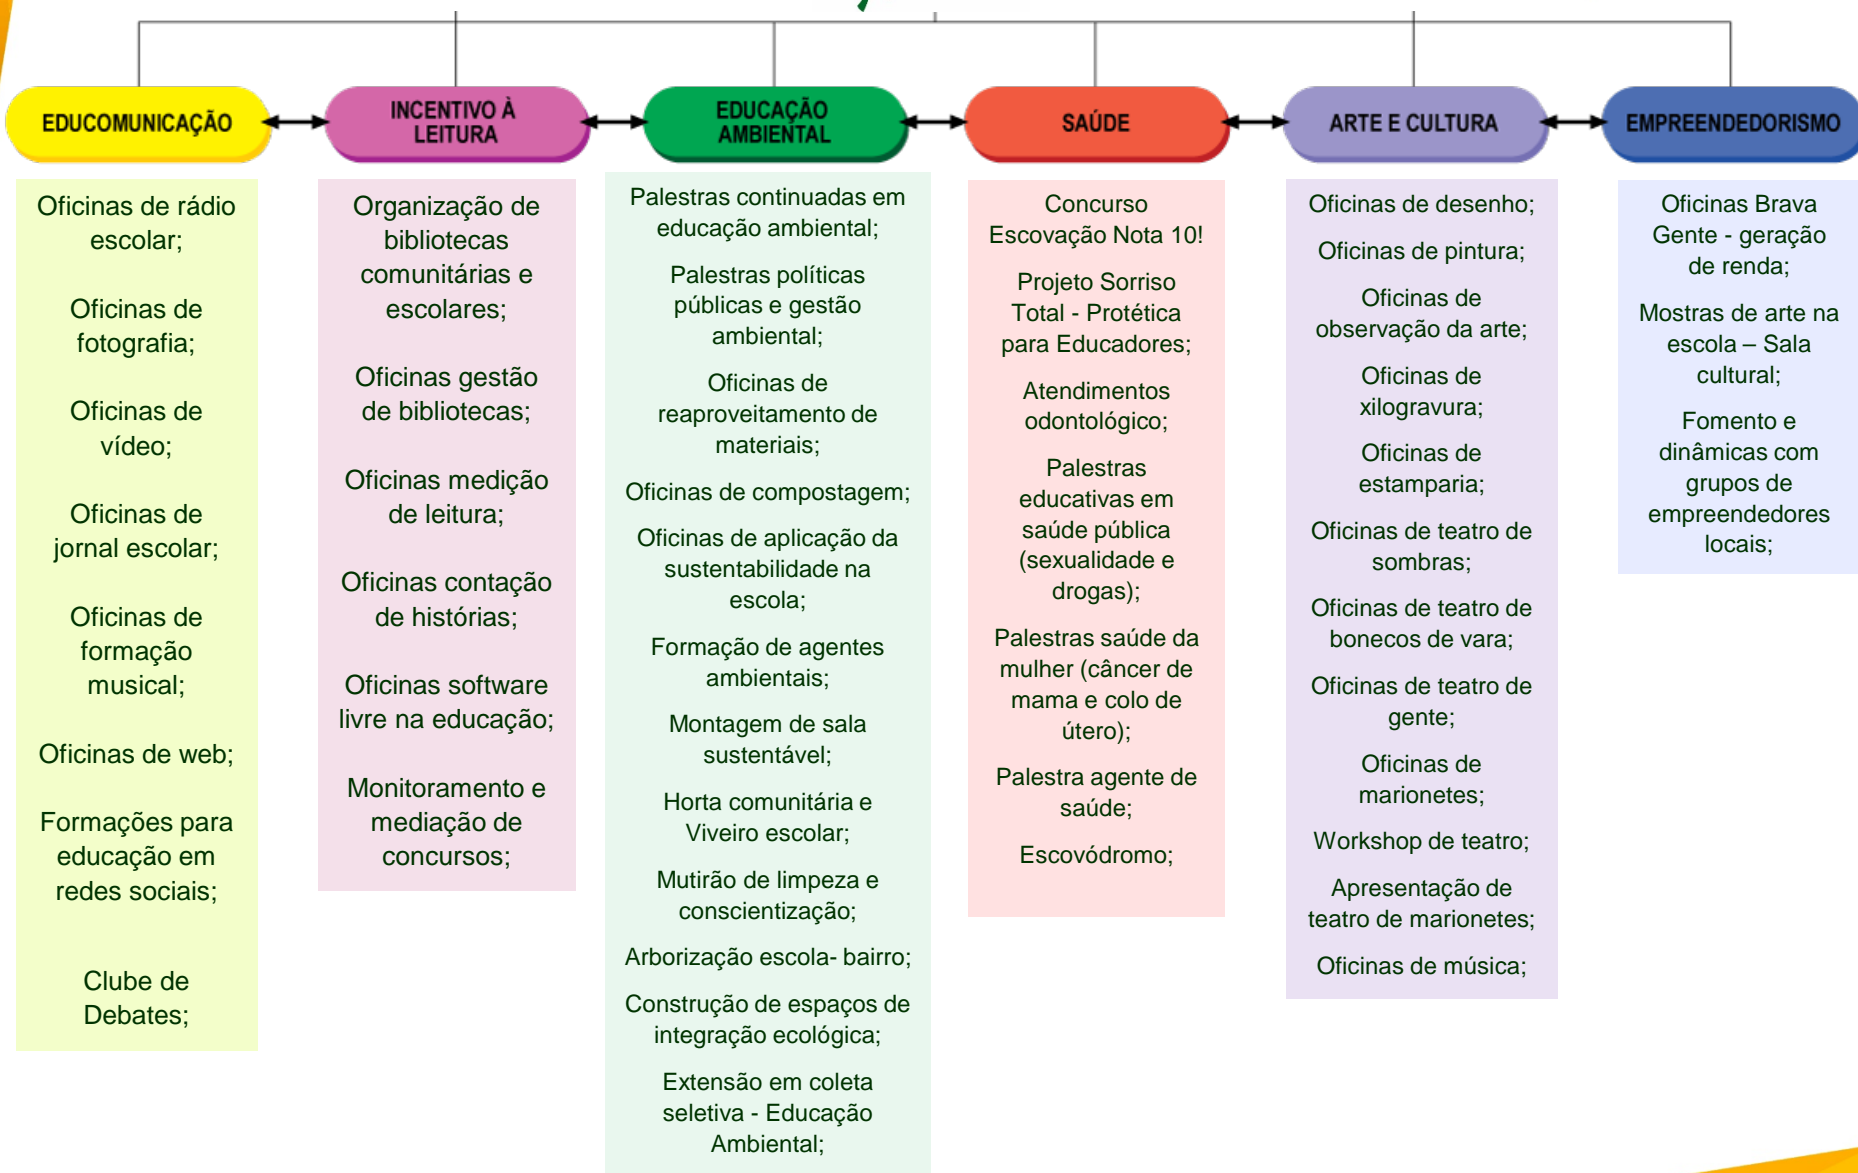 EDUCOMUNICAÇÃO
INCENTIVO À
LEITURA
EDUCAÇÃO
AMBIENTAL
SAÚDE
ARTE E CULTURA
EMPREENDEDORISMO
Oficinas de rádio
escolar;
Oficinas de
fotografia;
Oficinas de
vídeo;
Oficinas de
jornal escolar;
Oficinas de
formação
musical;
Oficinas de web;
Formações para
educação em
redes sociais;
Clube de
Debates;
Organização de
bibliotecas
comunitárias e
escolares;
Oficinas gestão
de bibliotecas;
Oficinas medição
de leitura;
Oficinas contação
de histórias;
Oficinas software
livre na educação;
Monitoramento e
mediação de
concursos;
Palestras continuadas em
educação ambiental;
Palestras políticas
públicas e gestão
ambiental;
Oficinas de
reaproveitamento de
materiais;
Oficinas de compostagem;
Oficinas de aplicação da
sustentabilidade na
escola;
Formação de agentes
ambientais;
Montagem de sala
sustentável;
Horta comunitária e
Viveiro escolar;
Mutirão de limpeza e
conscientização;
Arborização escola- bairro;
Construção de espaços de
integração ecológica;
Extensão em coleta
seletiva - Educação
Ambiental;
Concurso
Escovação Nota 10!
Projeto Sorriso
Total - Protética
para Educadores;
Atendimentos
odontológico;
Palestras
educativas em
saúde pública
(sexualidade e
drogas);
Palestras saúde da
mulher (câncer de
mama e colo de
útero);
Palestra agente de
saúde;
Escovódromo;
Oficinas de desenho;
Oficinas de pintura;
Oficinas de
observação da arte;
Oficinas de
xilogravura;
Oficinas de
estamparia;
Oficinas de teatro de
sombras;
Oficinas de teatro de
bonecos de vara;
Oficinas de teatro de
gente;
Oficinas de
marionetes;
Workshop de teatro;
Apresentação de
teatro de marionetes;
Oficinas de música;
Oficinas Brava
Gente - geração
de renda;
Mostras de arte na
escola – Sala
cultural;
Fomento e
dinâmicas com
grupos de
empreendedores
locais;